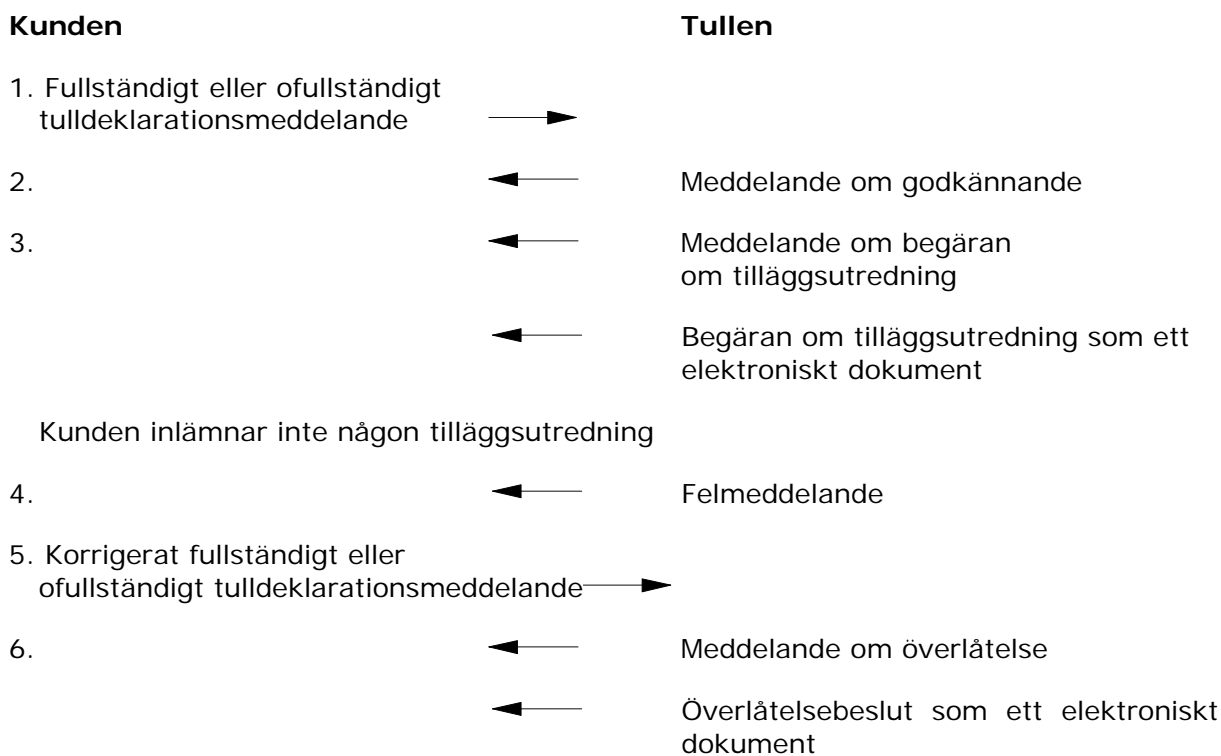 Kunden Tullen
1. Fullständigt eller ofullständigt
tulldeklarationsmeddelande
2. Meddelande om godkännande
3. Meddelande om begäran
om tilläggsutredning
Begäran om tilläggsutredning som ett
elektroniskt dokument
Kunden inlämnar inte någon tilläggsutredning
4. Felmeddelande
5. Korrigerat fullständigt eller
ofullständigt tulldeklarationsmeddelande
6. Meddelande om överlåtelse
Överlåtelsebeslut som ett elektroniskt
dokument